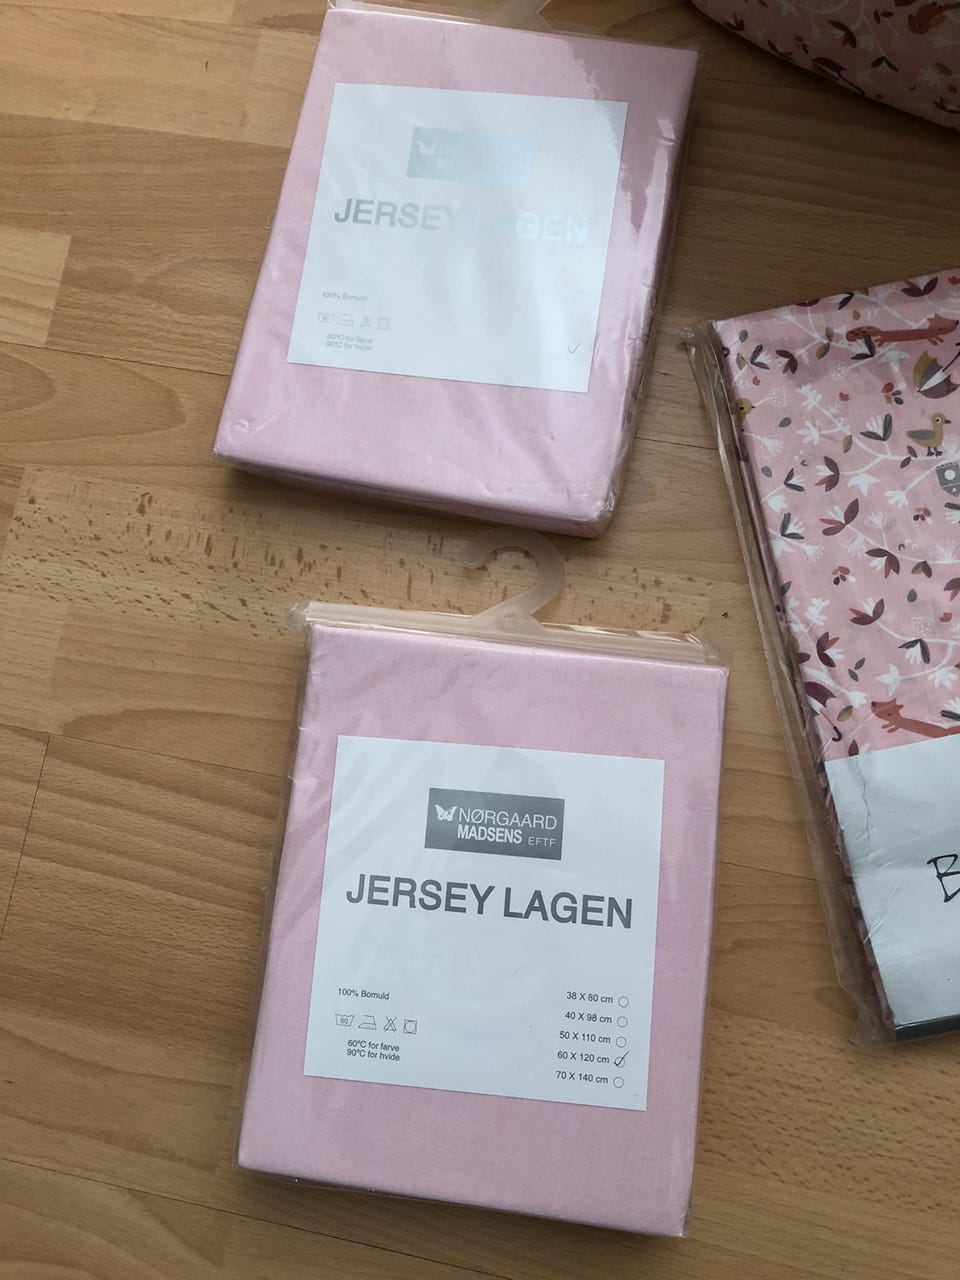 JERSEY LAGEN
100% Bomuld
60
60°C for farve
90°C for hvide
NØRGAARD
MADSENS EFTF
JERSEY LAGEN
100% Bomuld
60
60°C for farve
90°C for hvide
38 X 80 cm
40 X 98 cm
50 X 110 cm
60 X 120 cm
70 X 140 cm
B